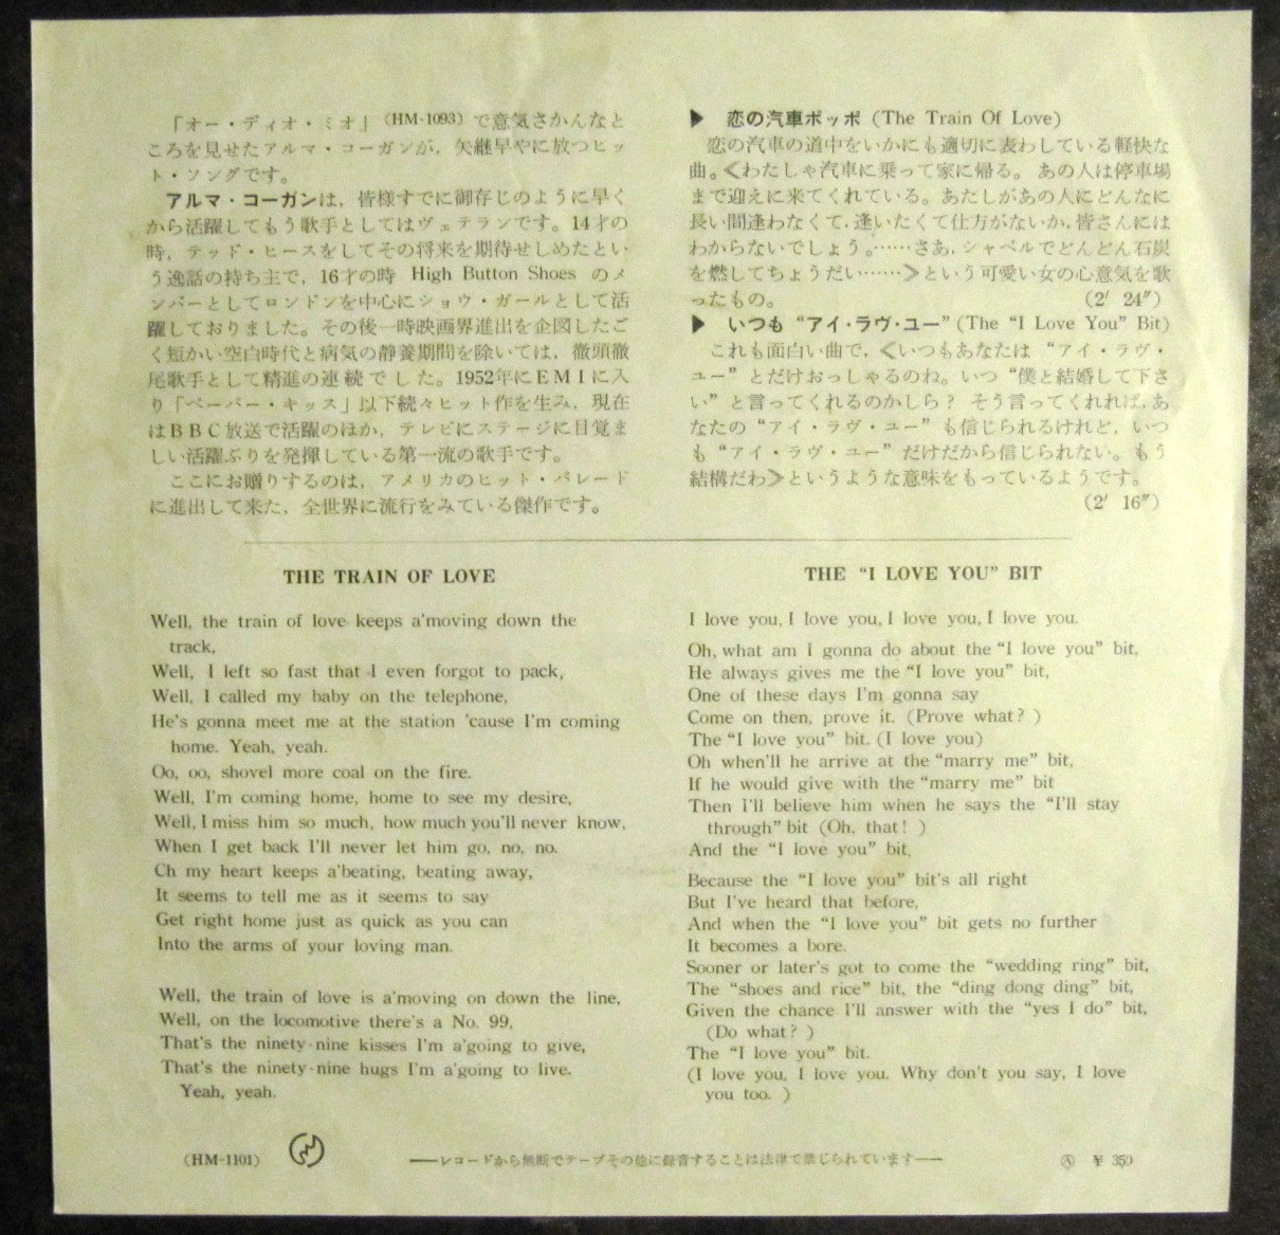 「オー・ディオ・ミオ」(HM-1093)で意気さかんなと
ころを見せたアルマ・コーガンが，矢継早やに放つヒッ
ト・ソングです。
アルマ・コーガンは，皆様すでに御存じのように早く
から活躍してもう歌手としてはヴェテランです。14才の
時，テッド・ヒースをしてその将来を期待せしめたとい
う逸話の持ち主で，16才の時 High Button Shoes のメ
ンバーとしてロンドンを中心にショウ・ガールとして活
躍しておりました。その後一時映画界進出を企図したご
く短かい空白時代と病気の静養期間を除いては，徹頭徹
尾歌手として精進の連続でした。1952年にEMIに入
り「ペーパー・キッス」以下続々ヒット作を生み，現在
はBBC放送で活躍のほか，テレビにステージに目覚ま
しい活躍ぶりを発揮している第一流の歌手です。
ここにお贈りするのは，アメリカのヒット・パレード
に進出して来た，全世界に流行をみている傑作です。
▶ 恋の汽車ポッポ (The Train Of Love)
恋の汽車の道中をいかにも適切に表わしている軽快な
曲。≪わたしゃ汽車に乗って家に帰る。 あの人は停車場
まで迎えに来てくれている。あたしがあの人にどんなに
長い間逢わなくて，逢いたくて仕方がないか，皆さんには
わからないでしょう。……さあ，シャベルでどんどん石炭
を燃してちょうだい……≫という可愛い女の心意気を歌
ったもの。 (2′ 24″)
▶ いつも “アイ・ラヴ・ユー” (The “I Love You” Bit)
これも面白い曲で，≪いつもあなたは “アイ・ラヴ・
ユー” とだけおっしゃるのね。いつ “僕と結婚して下さ
い” と言ってくれるのかしら？ そう言ってくれれば，あ
なたの “アイ・ラヴ・ユー” も信じられるけれど，いつ
も “アイ・ラヴ・ユー” だけだから信じられない。もう
結構だわ≫というような意味をもっているようです。
(2′ 16″)
THE TRAIN OF LOVE
Well, the train of love keeps a'moving down the
track,
Well, I left so fast that I even forgot to pack,
Well, I called my baby on the telephone,
He's gonna meet me at the station 'cause I'm coming
home. Yeah, yeah.
Oo, oo, shovel more coal on the fire.
Well, I'm coming home, home to see my desire,
Well, I miss him so much, how much you'll never know,
When I get back I'll never let him go, no, no.
Ch my heart keeps a'beating, beating away,
It seems to tell me as it seems to say
Get right home just as quick as you can
Into the arms of your loving man.
Well, the train of love is a'moving on down the line,
Well, on the locomotive there's a No. 99,
That's the ninety-nine kisses I'm a'going to give,
That's the ninety-nine hugs I'm a'going to live.
Yeah, yeah.
THE “I LOVE YOU” BIT
I love you, I love you, I love you, I love you.
Oh, what am I gonna do about the “I love you” bit,
He always gives me the “I love you” bit,
One of these days I'm gonna say
Come on then, prove it. (Prove what? )
The “I love you” bit. (I love you)
Oh when'll he arrive at the “marry me” bit,
If he would give with the “marry me” bit
Then I'll believe him when he says the “I'll stay
through” bit (Oh, that! )
And the “I love you” bit,
Because the “I love you” bit's all right
But I've heard that before,
And when the “I love you” bit gets no further
It becomes a bore.
Sooner or later's got to come the “wedding ring” bit,
The “shoes and rice” bit, the “ding dong ding” bit,
Given the chance I'll answer with the “yes I do” bit,
(Do what? )
The “I love you” bit.
(I love you, I love you. Why don't you say, I love
you too. )
(HM-1101)
——レコードから無断でテープその他に録音することは法律で禁じられています——
Ⓐ ¥ 350